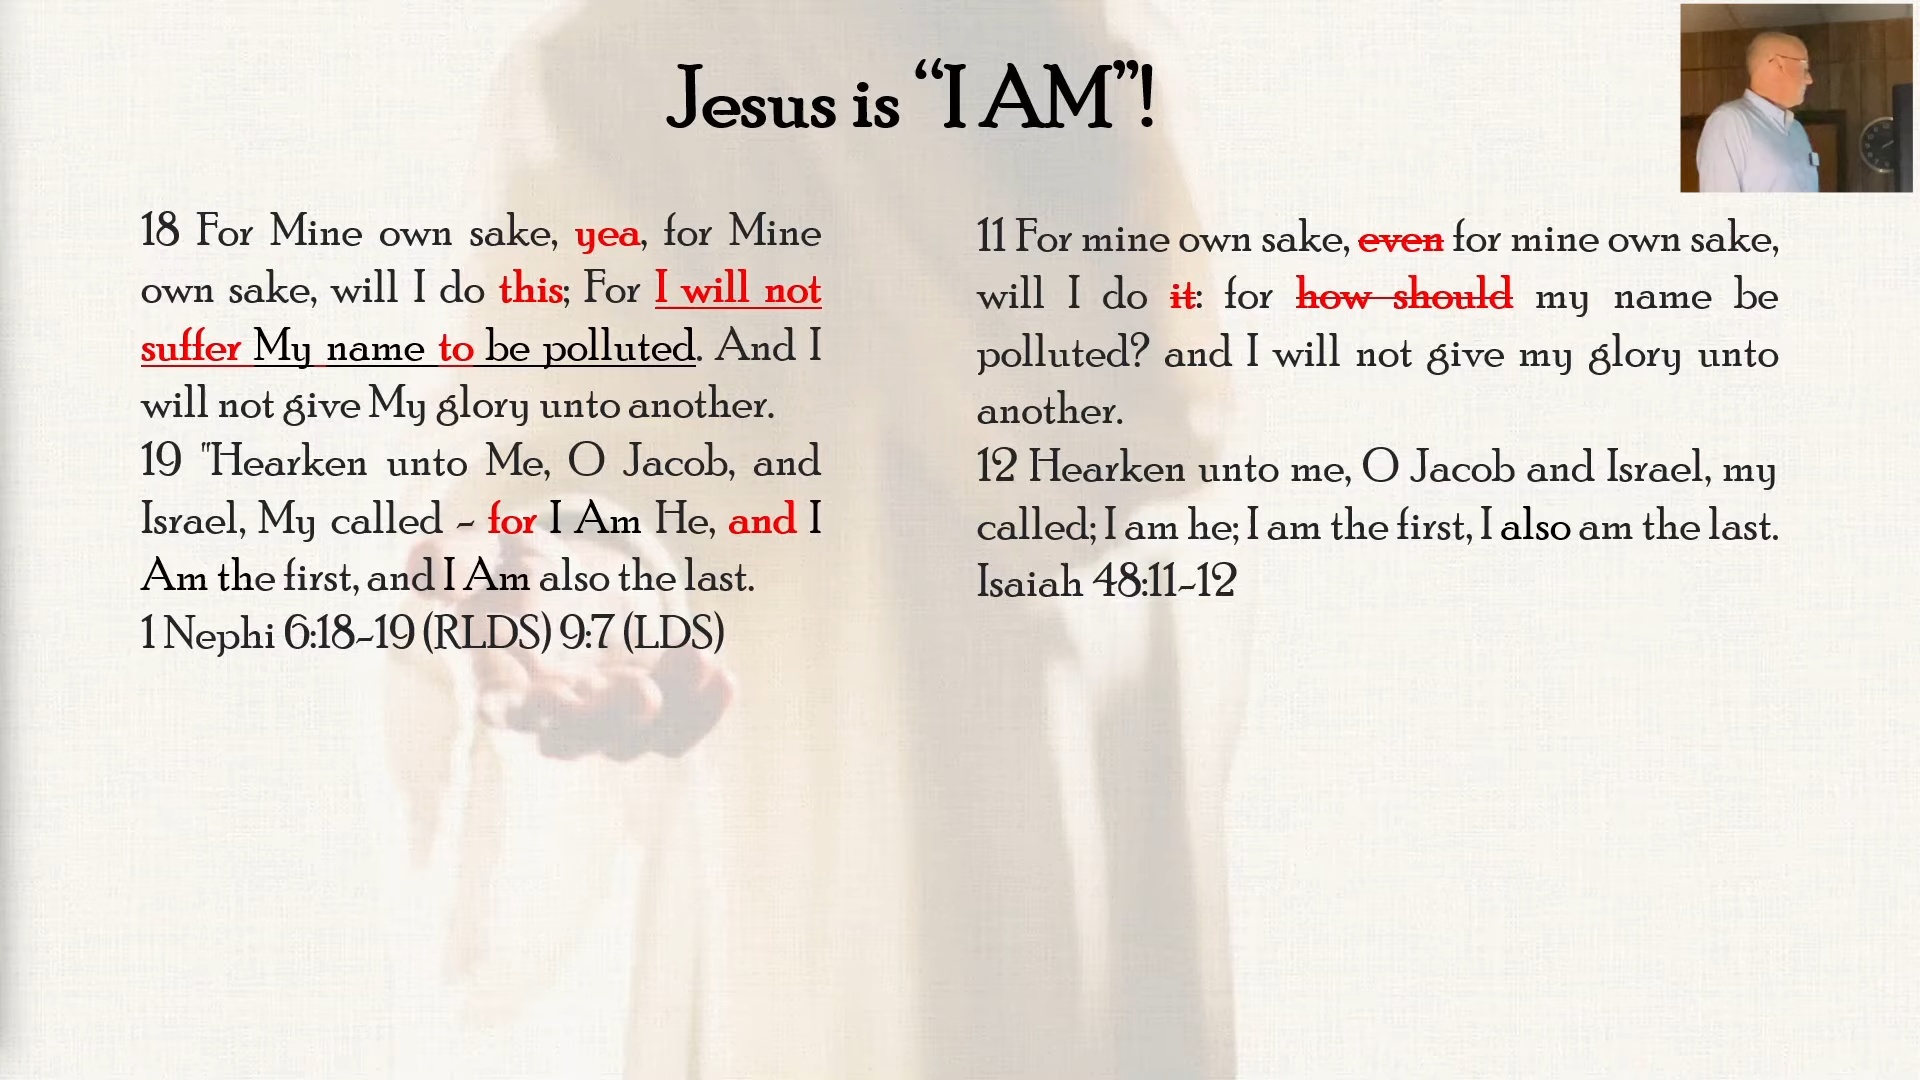 Jesus is “I AM”!
18 For Mine own sake, yea, for Mine
own sake, will I do this; For I will not
suffer My name to be polluted. And I
will not give My glory unto another.
19 "Hearken unto Me, O Jacob, and
Israel, My called - for I Am He, and I
Am the first, and I Am also the last.
1 Nephi 6:18-19 (RLDS) 9:7 (LDS)
11 For mine own sake, even for mine own sake,
will I do it: for how should my name be
polluted? and I will not give my glory unto
another.
12 Hearken unto me, O Jacob and Israel, my
called; I am he; I am the first, I also am the last.
Isaiah 48:11-12